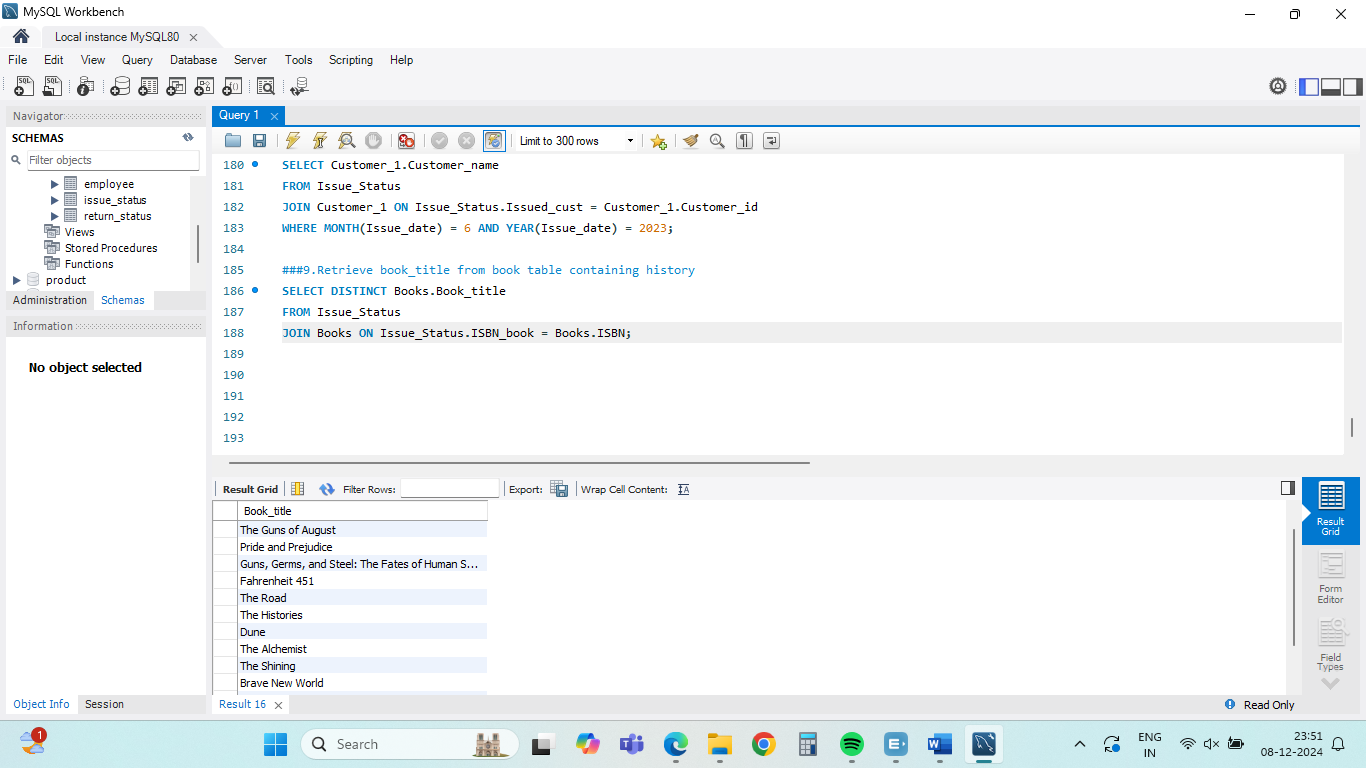 MySQL Workbench
Local instance MySQL80
File Edit View Query Database Server Tools Scripting Help
Navigator
SCHEMAS
Filter objects
employee
issue_status
return_status
Views
Stored Procedures
Functions
product
Administration Schemas
Information
No object selected
Object Info Session
Query 1
Limit to 300 rows
180 SELECT Customer_1.Customer_name
181 FROM Issue_Status
182 JOIN Customer_1 ON Issue_Status.Issued_cust = Customer_1.Customer_id
183 WHERE MONTH(Issue_date) = 6 AND YEAR(Issue_date) = 2023;
184
185 ###9.Retrieve book_title from book table containing history
186 SELECT DISTINCT Books.Book_title
187 FROM Issue_Status
188 JOIN Books ON Issue_Status.ISBN_book = Books.ISBN;
189
190
191
192
193
Result Grid Filter Rows: Export: Wrap Cell Content:
Book_title
The Guns of August
Pride and Prejudice
Guns, Germs, and Steel: The Fates of Human S...
Fahrenheit 451
The Road
The Histories
Dune
The Alchemist
The Shining
Brave New World
Result Grid
Form Editor
Field Types
Result 16
Read Only
1
Search
ENG
IN
23:51
08-12-2024